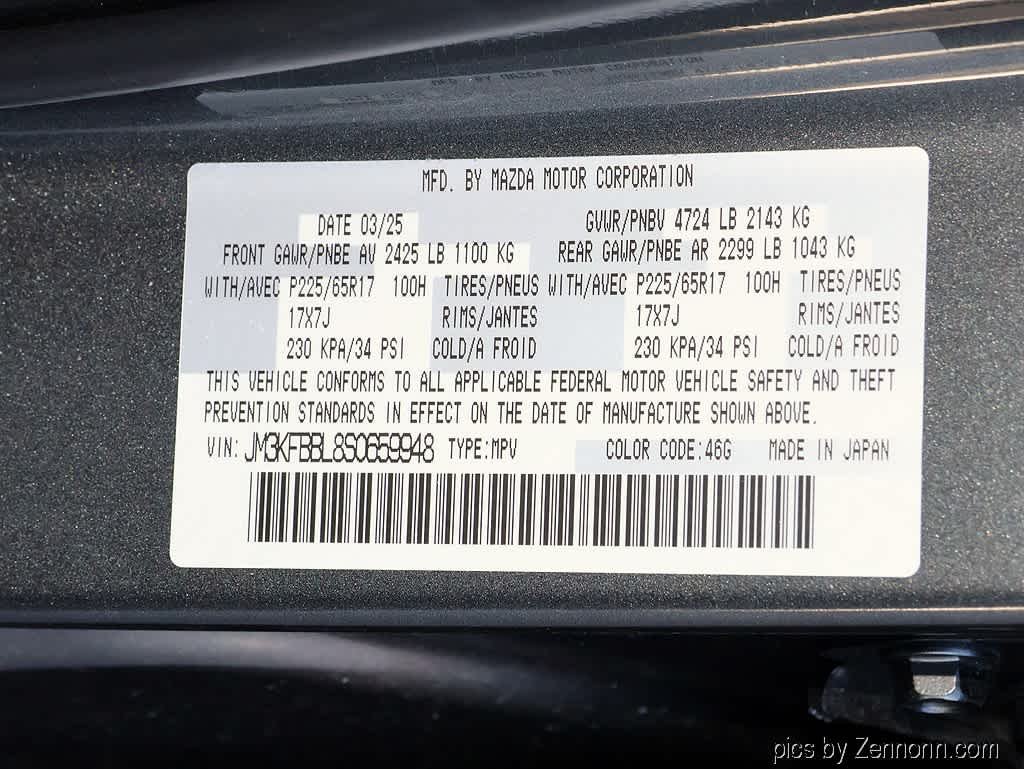 MFD. BY MAZDA MOTOR CORPORATION
MFD. BY MAZDA MOTOR CORPORATION
DATE 03/25 GVWR/PNBV 4724 LB 2143 KG
FRONT GAWR/PNBE AV 2425 LB 1100 KG REAR GAWR/PNBE AR 2299 LB 1043 KG
WITH/AVEC P225/65R17 100H TIRES/PNEUS WITH/AVEC P225/65R17 100H TIRES/PNEUS
17X7J RIMS/JANTES 17X7J RIMS/JANTES
230 KPA/34 PSI COLD/A FROID 230 KPA/34 PSI COLD/A FROID
THIS VEHICLE CONFORMS TO ALL APPLICABLE FEDERAL MOTOR VEHICLE SAFETY AND THEFT
PREVENTION STANDARDS IN EFFECT ON THE DATE OF MANUFACTURE SHOWN ABOVE.
VIN: JM3KFBBL8S0659948 TYPE:MPV COLOR CODE:46G MADE IN JAPAN
pics by Zennonn.com